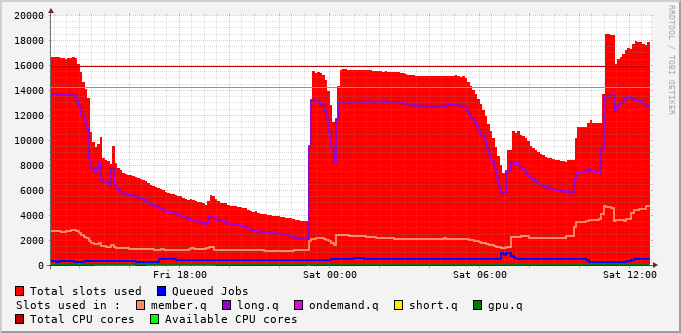 20000
18000
16000
14000
12000
10000
8000
6000
4000
2000
0
Fri 18:00 Sat 00:00 Sat 06:00 Sat 12:00
RRDTOOL / TOBI OETIKER
Total slots used Queued Jobs
Slots used in : member.q long.q ondemand.q short.q gpu.q
Total CPU cores Available CPU cores